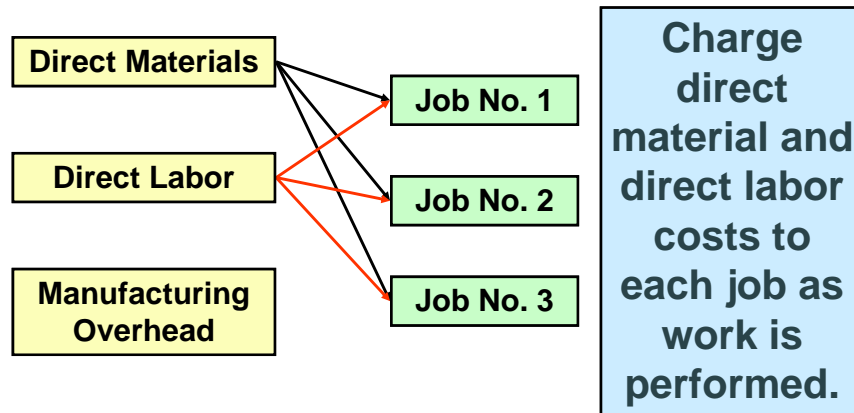 Direct Materials
Direct Labor
Manufacturing
Overhead
Job No. 1
Job No. 2
Job No. 3
Charge
direct
material and
direct labor
costs to
each job as
work is
performed.